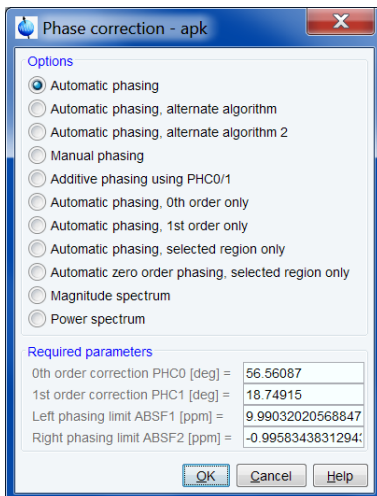 Phase correction - apk
Options
Automatic phasing
Automatic phasing, alternate algorithm
Automatic phasing, alternate algorithm 2
Manual phasing
Additive phasing using PHC0/1
Automatic phasing, 0th order only
Automatic phasing, 1st order only
Automatic phasing, selected region only
Automatic zero order phasing, selected region only
Magnitude spectrum
Power spectrum
Required parameters
0th order correction PHC0 [deg] = 56.56087
1st order correction PHC1 [deg] = 18.74915
Left phasing limit ABSF1 [ppm] = 9.99032020568847
Right phasing limit ABSF2 [ppm] = -0.99583438312943
OK Cancel Help